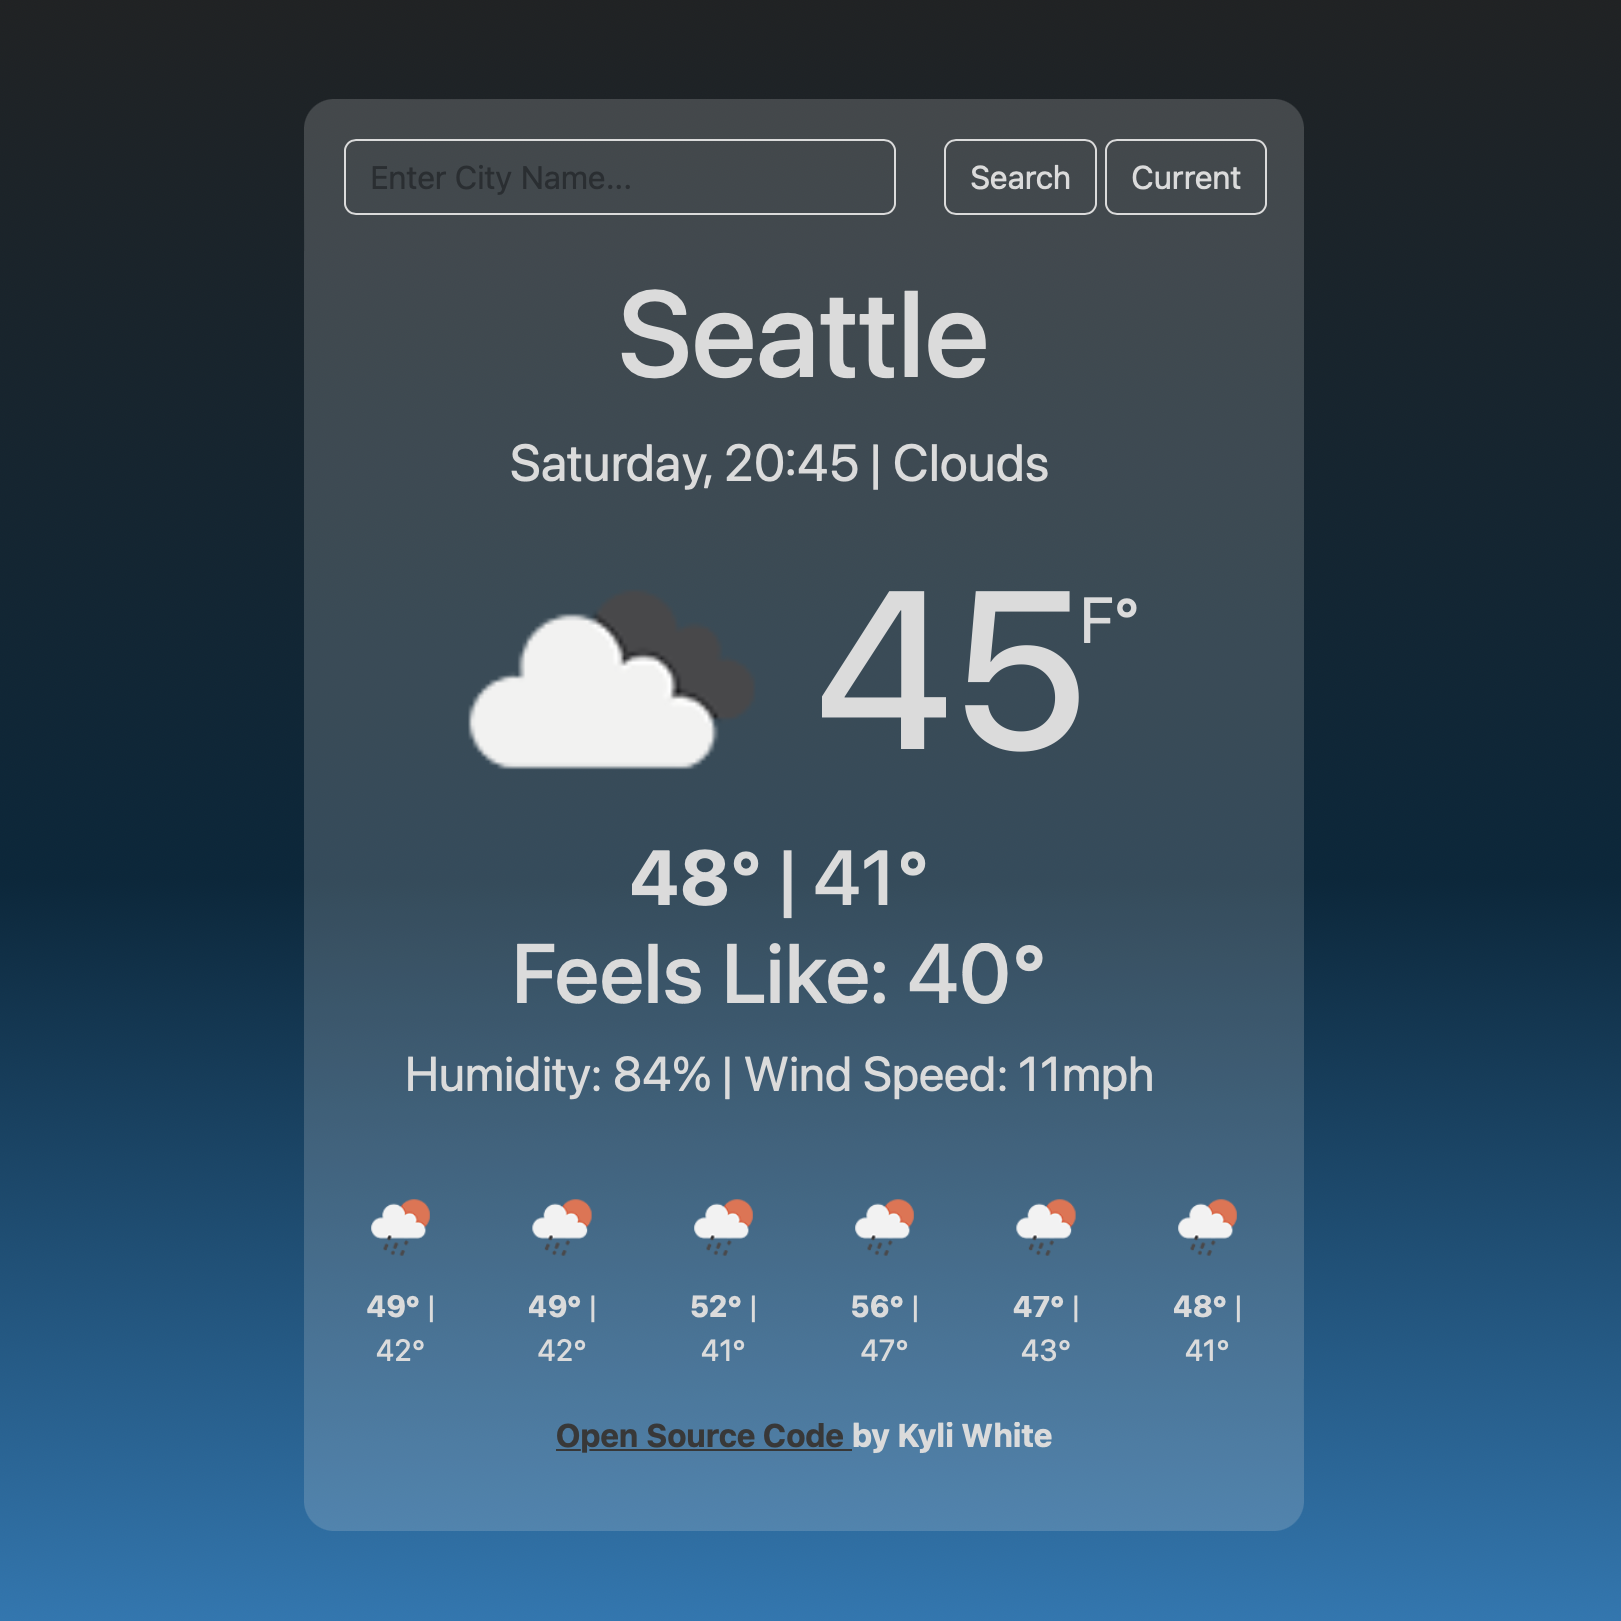 Enter City Name...
Search Current
Seattle
Saturday, 20:45 | Clouds
45F°
48° | 41°
Feels Like: 40°
Humidity: 84% | Wind Speed: 11mph
49° | 49° | 52° | 56° | 47° | 48° |
42° 42° 41° 47° 43° 41°
Open Source Code by Kyli White